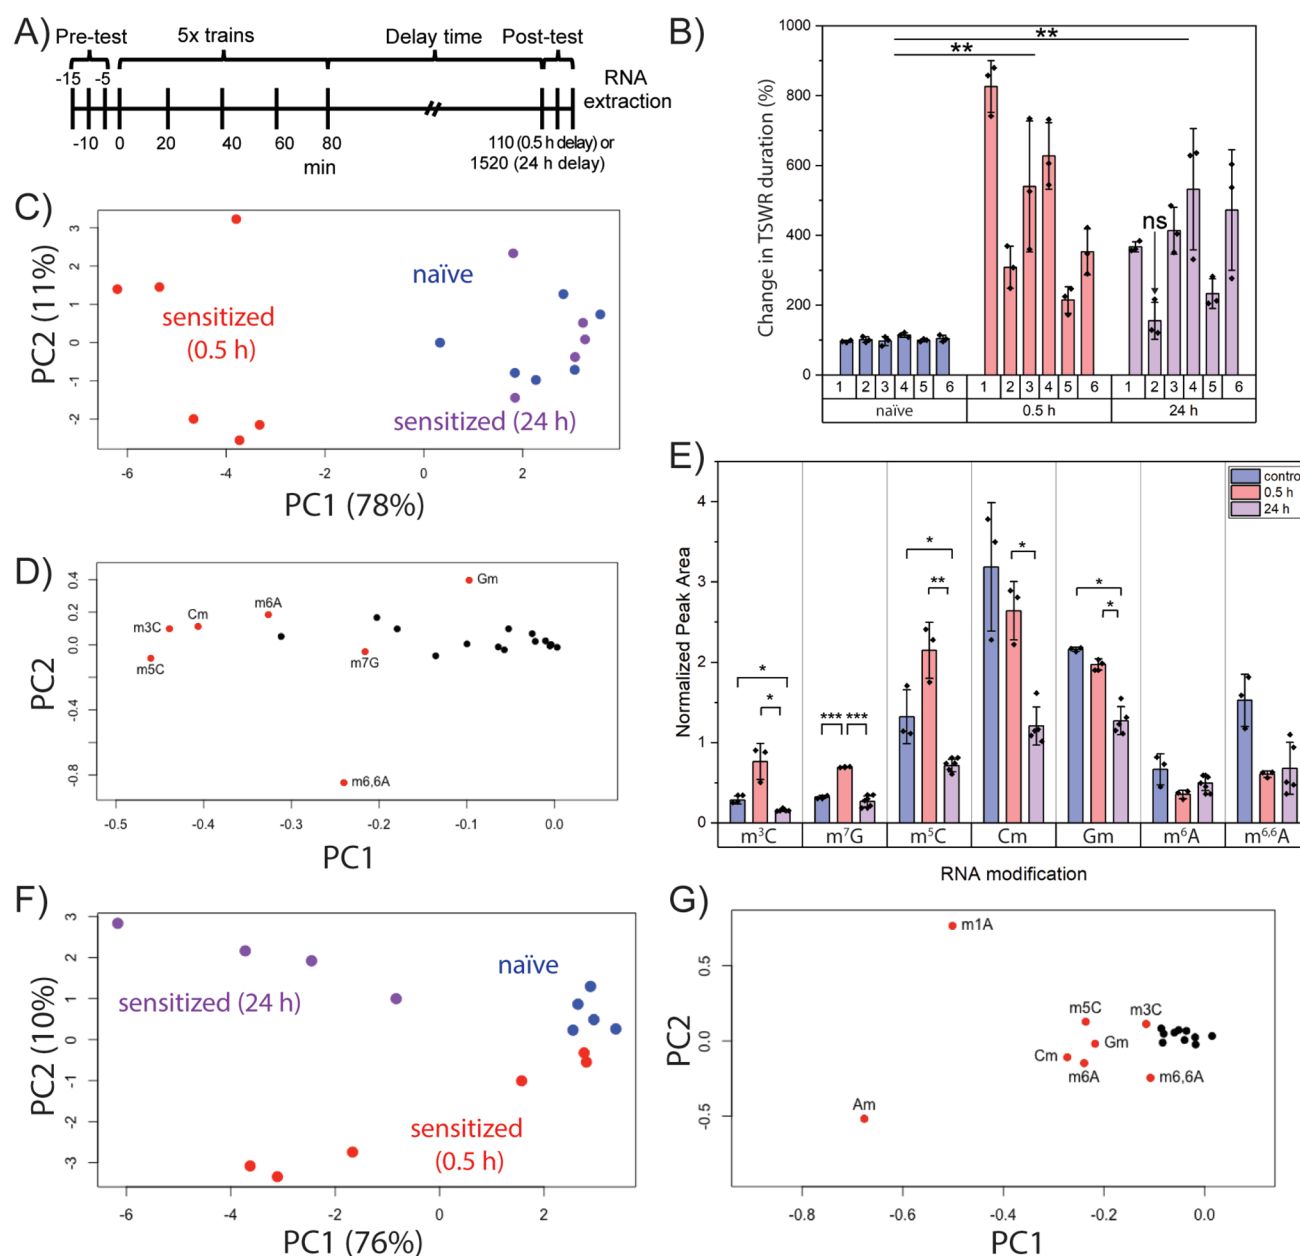 A)
Pre-test
5x trains
Delay time
Post-test
-15
-5
RNA
extraction
-10
0
20
40
60
80
110 (0.5 h delay) or
min
1520 (24 h delay)
B)
Change in TSWR duration (%)
1000
800
600
400
200
0
**
**
ns
1 2 3 4 5 6
1 2 3 4 5 6
1 2 3 4 5 6
naïve
0.5 h
24 h
C)
PC2 (11%)
3
2
1
0
-1
-2
naïve
sensitized
(0.5 h)
sensitized (24 h)
-6 -4 -2 0 2
PC1 (78%)
D)
PC2
0.4
0.2
0.0
-0.4
-0.8
Gm
m6A
Cm
m3C
m5C
m7G
m6,6A
-0.5 -0.4 -0.3 -0.2 -0.1 0.0
PC1
E)
Normalized Peak Area
4
3
2
1
0
control
0.5 h
24 h
*
*
***
***
*
**
*
*
*
m³C
m⁷G
m⁵C
Cm
Gm
m⁶A
m⁶,⁶A
RNA modification
F)
PC2 (10%)
3
2
1
0
-1
-2
-3
sensitized (24 h)
naïve
sensitized
(0.5 h)
-6 -4 -2 0 2
PC1 (76%)
G)
PC2
0.5
0.0
-0.5
m1A
m5C
m3C
Gm
Cm
m6A
m6,6A
Am
-0.8 -0.6 -0.4 -0.2 0.0
PC1